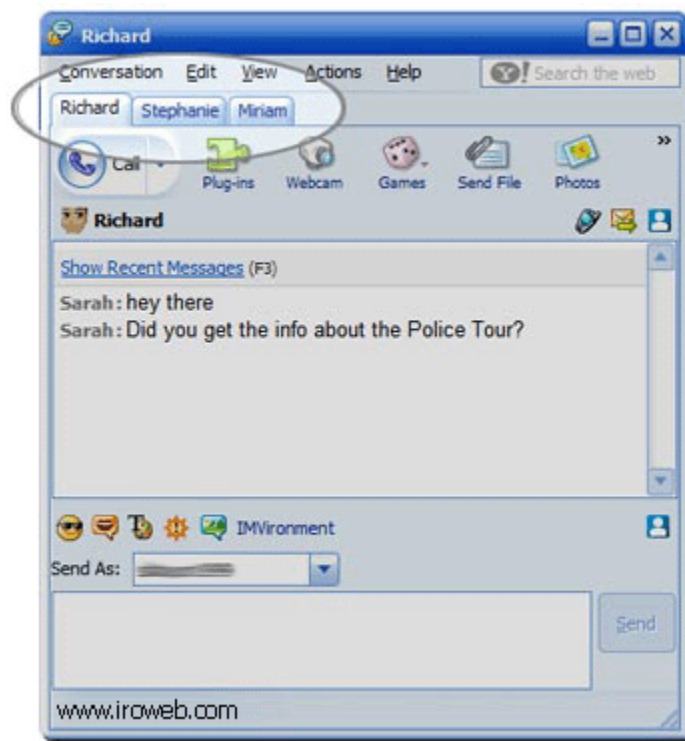 Richard
Conversation Edit View Actions Help Y! Search the web
Richard Stephanie Miriam
Call Plug-ins Webcam Games Send File Photos »
Richard
Show Recent Messages (F3)
Sarah: hey there
Sarah: Did you get the info about the Police Tour?
IMVironment
Send As:
Send
www.iroweb.com